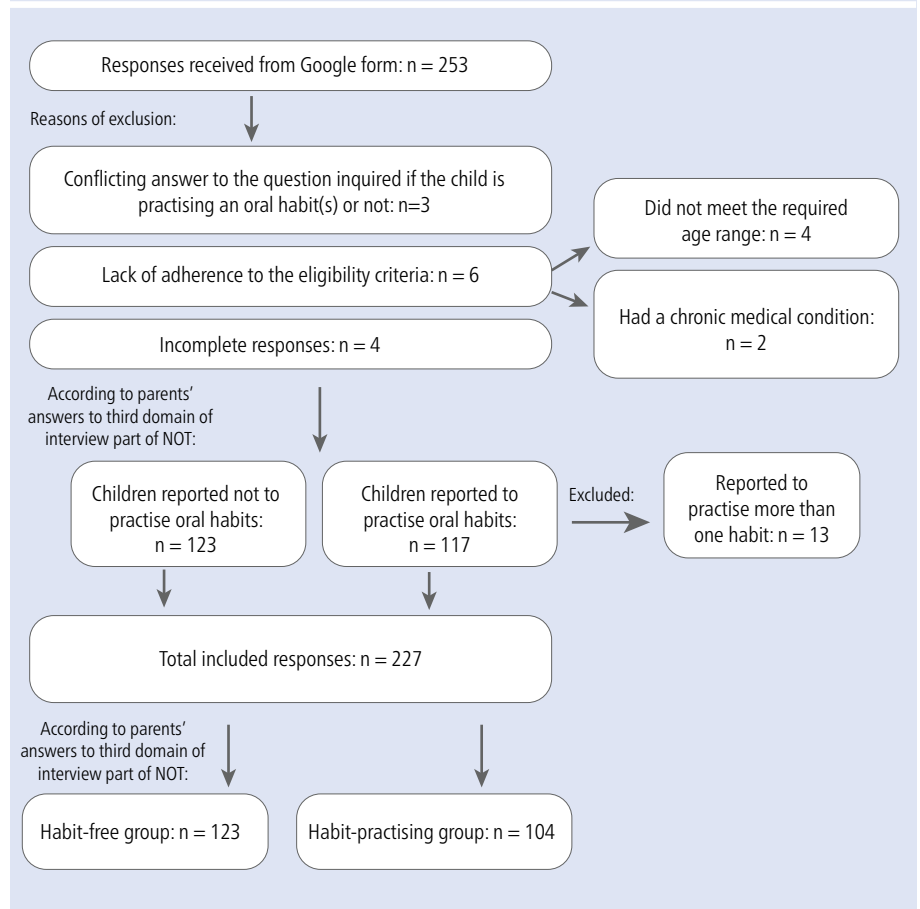 Responses received from Google form: n = 253
Reasons of exclusion:
Conflicting answer to the question inquired if the child is
practising an oral habit(s) or not: n=3
Lack of adherence to the eligibility criteria: n = 6
Did not meet the required
age range: n = 4
Had a chronic medical condition:
n = 2
Incomplete responses: n = 4
According to parents’
answers to third domain of
interview part of NOT:
Children reported not to
practise oral habits:
n = 123
Children reported to
practise oral habits:
n = 117
Excluded:
Reported to
practise more than
one habit: n = 13
Total included responses: n = 227
According to parents’
answers to third domain of
interview part of NOT:
Habit-free group: n = 123
Habit-practising group: n = 104